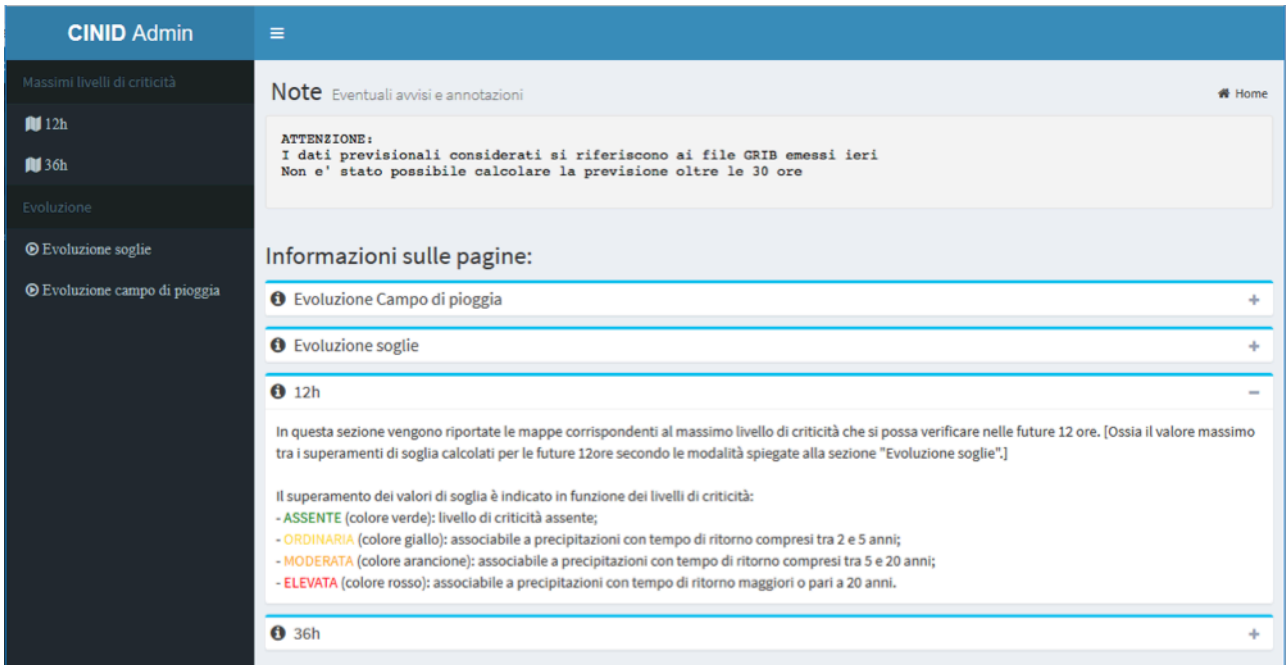 CINID Admin
Massimi livelli di criticità
12h
36h
Evoluzione
Evoluzione soglie
Evoluzione campo di pioggia
Note Eventuali avvisi e annotazioni
Home
ATTENZIONE:
I dati previsionali considerati si riferiscono ai file GRIB emessi ieri
Non e' stato possibile calcolare la previsione oltre le 30 ore
Informazioni sulle pagine:
Evoluzione Campo di pioggia
Evoluzione soglie
12h
In questa sezione vengono riportate le mappe corrispondenti al massimo livello di criticità che si possa verificare nelle future 12 ore. [Ossia il valore massimo
tra i superamenti di soglia calcolati per le future 12ore secondo le modalità spiegate alla sezione "Evoluzione soglie".]
Il superamento dei valori di soglia è indicato in funzione dei livelli di criticità:
- ASSENTE (colore verde): livello di criticità assente;
- ORDINARIA (colore giallo): associabile a precipitazioni con tempo di ritorno compresi tra 2 e 5 anni;
- MODERATA (colore arancione): associabile a precipitazioni con tempo di ritorno compresi tra 5 e 20 anni;
- ELEVATA (colore rosso): associabile a precipitazioni con tempo di ritorno maggiori o pari a 20 anni.
36h